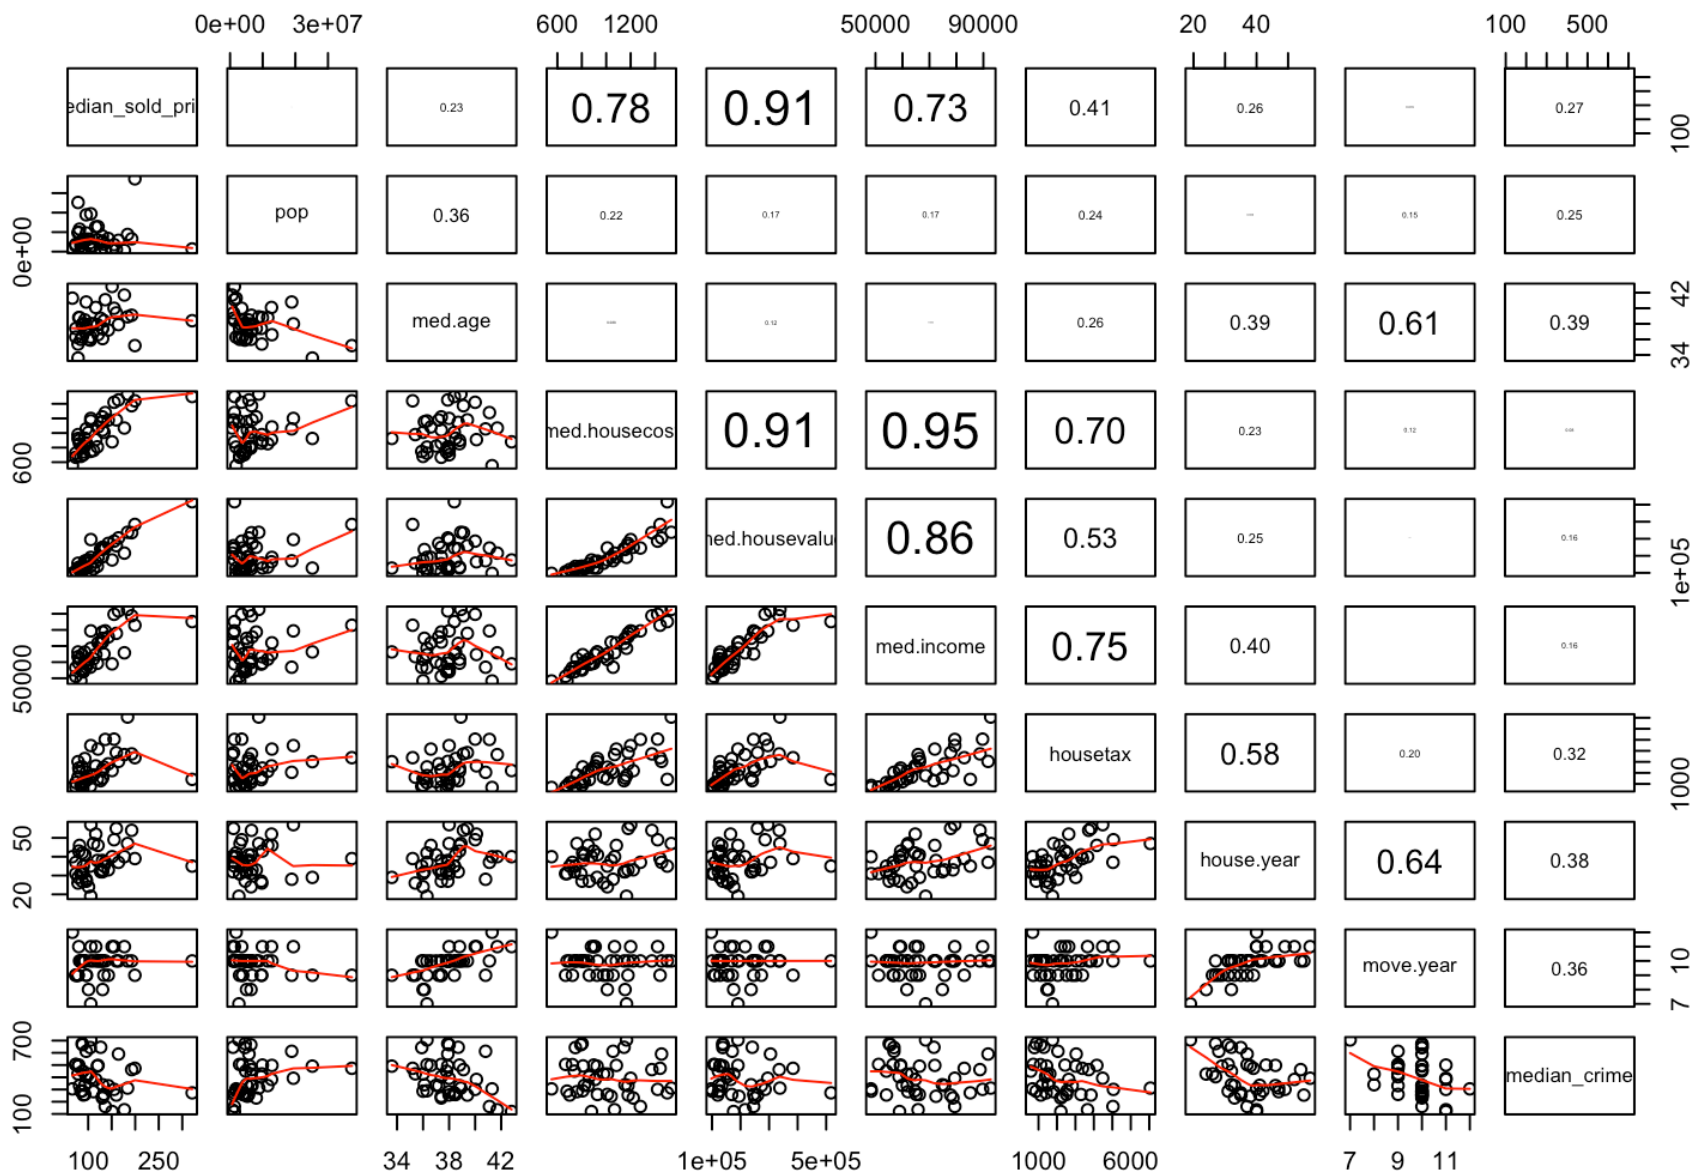 0e+00 3e+07 600 1200 50000 90000 20 40 100 500
edian_sold_pri 0.23 0.78 0.91 0.73 0.41 0.26 0.27 100
0e+00 pop 0.36 0.22 0.17 0.17 0.24 0.15 0.25
med.age 0.12 0.26 0.39 0.61 0.39 34 42
600 med.housecos 0.91 0.95 0.70 0.23 0.12
ned.housevalu 0.86 0.53 0.25 0.16 1e+05
50000 med.income 0.75 0.40 0.16
housetax 0.58 0.20 0.32 1000
20 50 house.year 0.64 0.38
move.year 0.36 7 10
100 700 median_crime
100 250 34 38 42 1e+05 5e+05 1000 6000 7 9 11